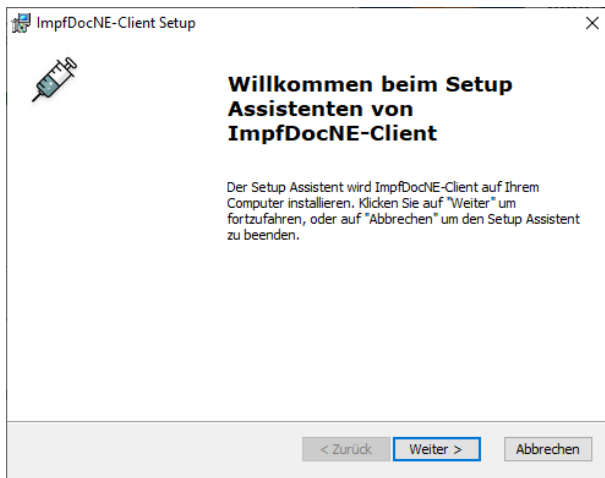 ImpfDocNE-Client Setup
Willkommen beim Setup
Assistenten von
ImpfDocNE-Client
Der Setup Assistent wird ImpfDocNE-Client auf Ihrem
Computer installieren. Klicken Sie auf "Weiter" um
fortzufahren, oder auf "Abbrechen" um den Setup Assistent
zu beenden.
< Zurück Weiter > Abbrechen